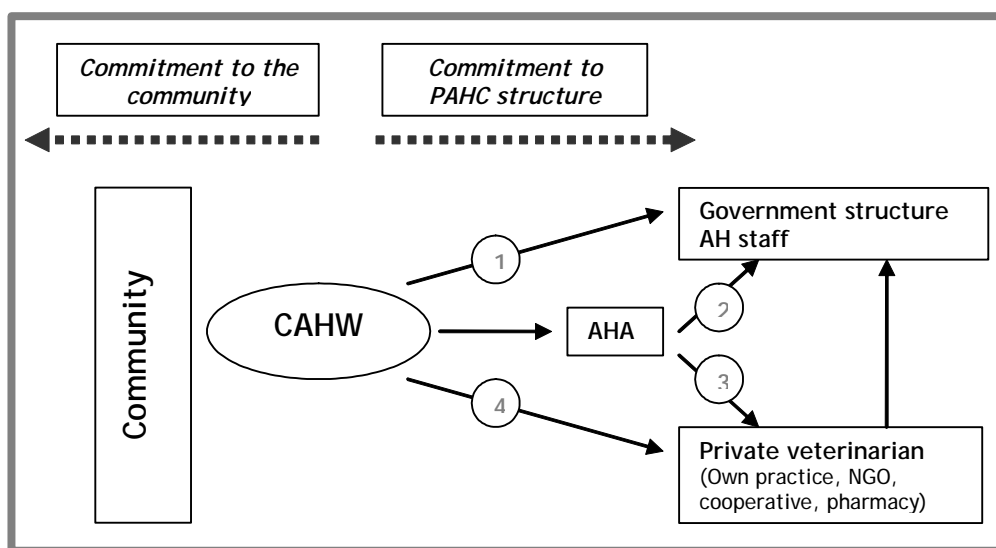 Commitment to the
community
Commitment to
PAHC structure
Community
CAHW
1
Government structure
AH staff
AHA
2
3
4
Private veterinarian
(Own practice, NGO,
cooperative, pharmacy)